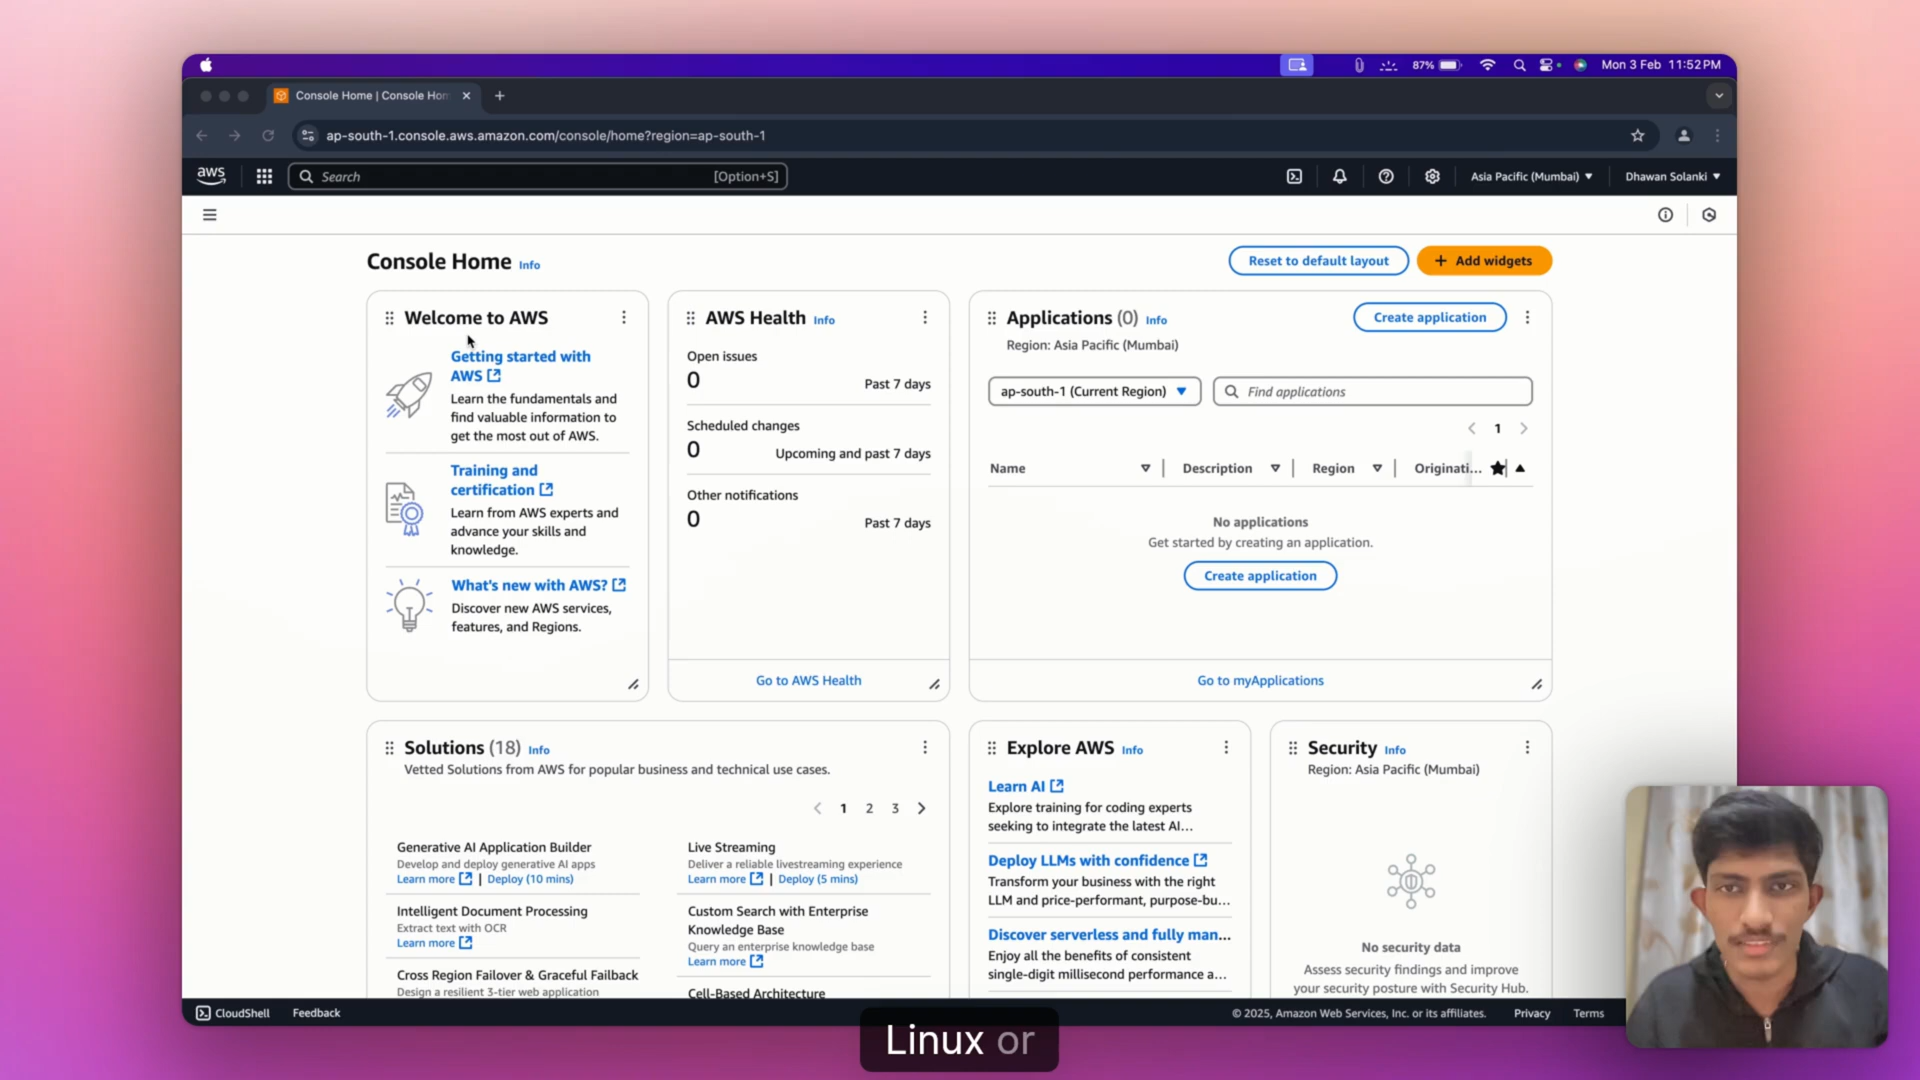 87%
Mon 3 Feb 11:52 PM
Console Home | Console Hom
ap-south-1.console.aws.amazon.com/console/home?region=ap-south-1
aws
Search
[Option+S]
Asia Pacific (Mumbai)
Dhawan Solanki
Console Home Info
Reset to default layout
+ Add widgets
Welcome to AWS
Getting started with
AWS
Learn the fundamentals and
find valuable information to
get the most out of AWS.
Training and
certification
Learn from AWS experts and
advance your skills and
knowledge.
What's new with AWS?
Discover new AWS services,
features, and Regions.
AWS Health Info
Open issues
0
Past 7 days
Scheduled changes
0
Upcoming and past 7 days
Other notifications
0
Past 7 days
Go to AWS Health
Applications (0) Info
Create application
Region: Asia Pacific (Mumbai)
ap-south-1 (Current Region)
Find applications
1
Name
Description
Region
Originati...
No applications
Get started by creating an application.
Create application
Go to myApplications
Solutions (18) Info
Vetted Solutions from AWS for popular business and technical use cases.
1 2 3
Generative AI Application Builder
Develop and deploy generative AI apps
Learn more | Deploy (10 mins)
Intelligent Document Processing
Extract text with OCR
Learn more
Cross Region Failover & Graceful Failback
Design a resilient 3-tier web application
Live Streaming
Deliver a reliable livestreaming experience
Learn more | Deploy (5 mins)
Custom Search with Enterprise
Knowledge Base
Query an enterprise knowledge base
Learn more
Cell-Based Architecture
Explore AWS Info
Learn AI
Explore training for coding experts
seeking to integrate the latest AI...
Deploy LLMs with confidence
Transform your business with the right
LLM and price-performant, purpose-bu...
Discover serverless and fully man...
Enjoy all the benefits of consistent
single-digit millisecond performance a...
Security Info
Region: Asia Pacific (Mumbai)
No security data
Assess security findings and improve
your security posture with Security Hub.
CloudShell
Feedback
© 2025, Amazon Web Services, Inc. or its affiliates.
Privacy
Terms
Linux or